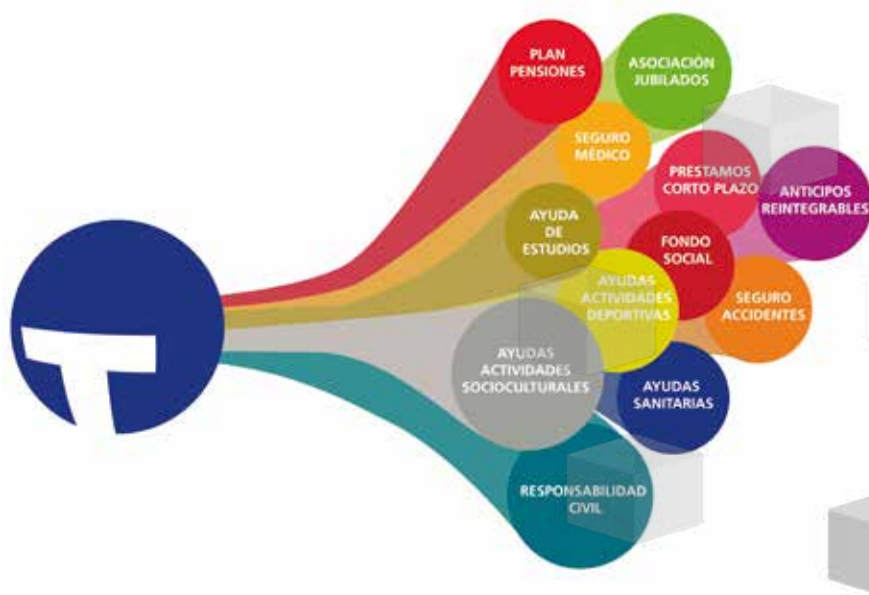 PLAN
PENSIONES
ASOCIACIÓN
JUBILADOS
SEGURO
MÉDICO
PRÉSTAMOS
CORTO PLAZO
ANTICIPOS
REINTEGRABLES
AYUDA
DE
ESTUDIOS
FONDO
SOCIAL
AYUDAS
ACTIVIDADES
DEPORTIVAS
SEGURO
ACCIDENTES
AYUDAS
ACTIVIDADES
SOCIOCULTURALES
AYUDAS
SANITARIAS
RESPONSABILIDAD
CIVIL
T